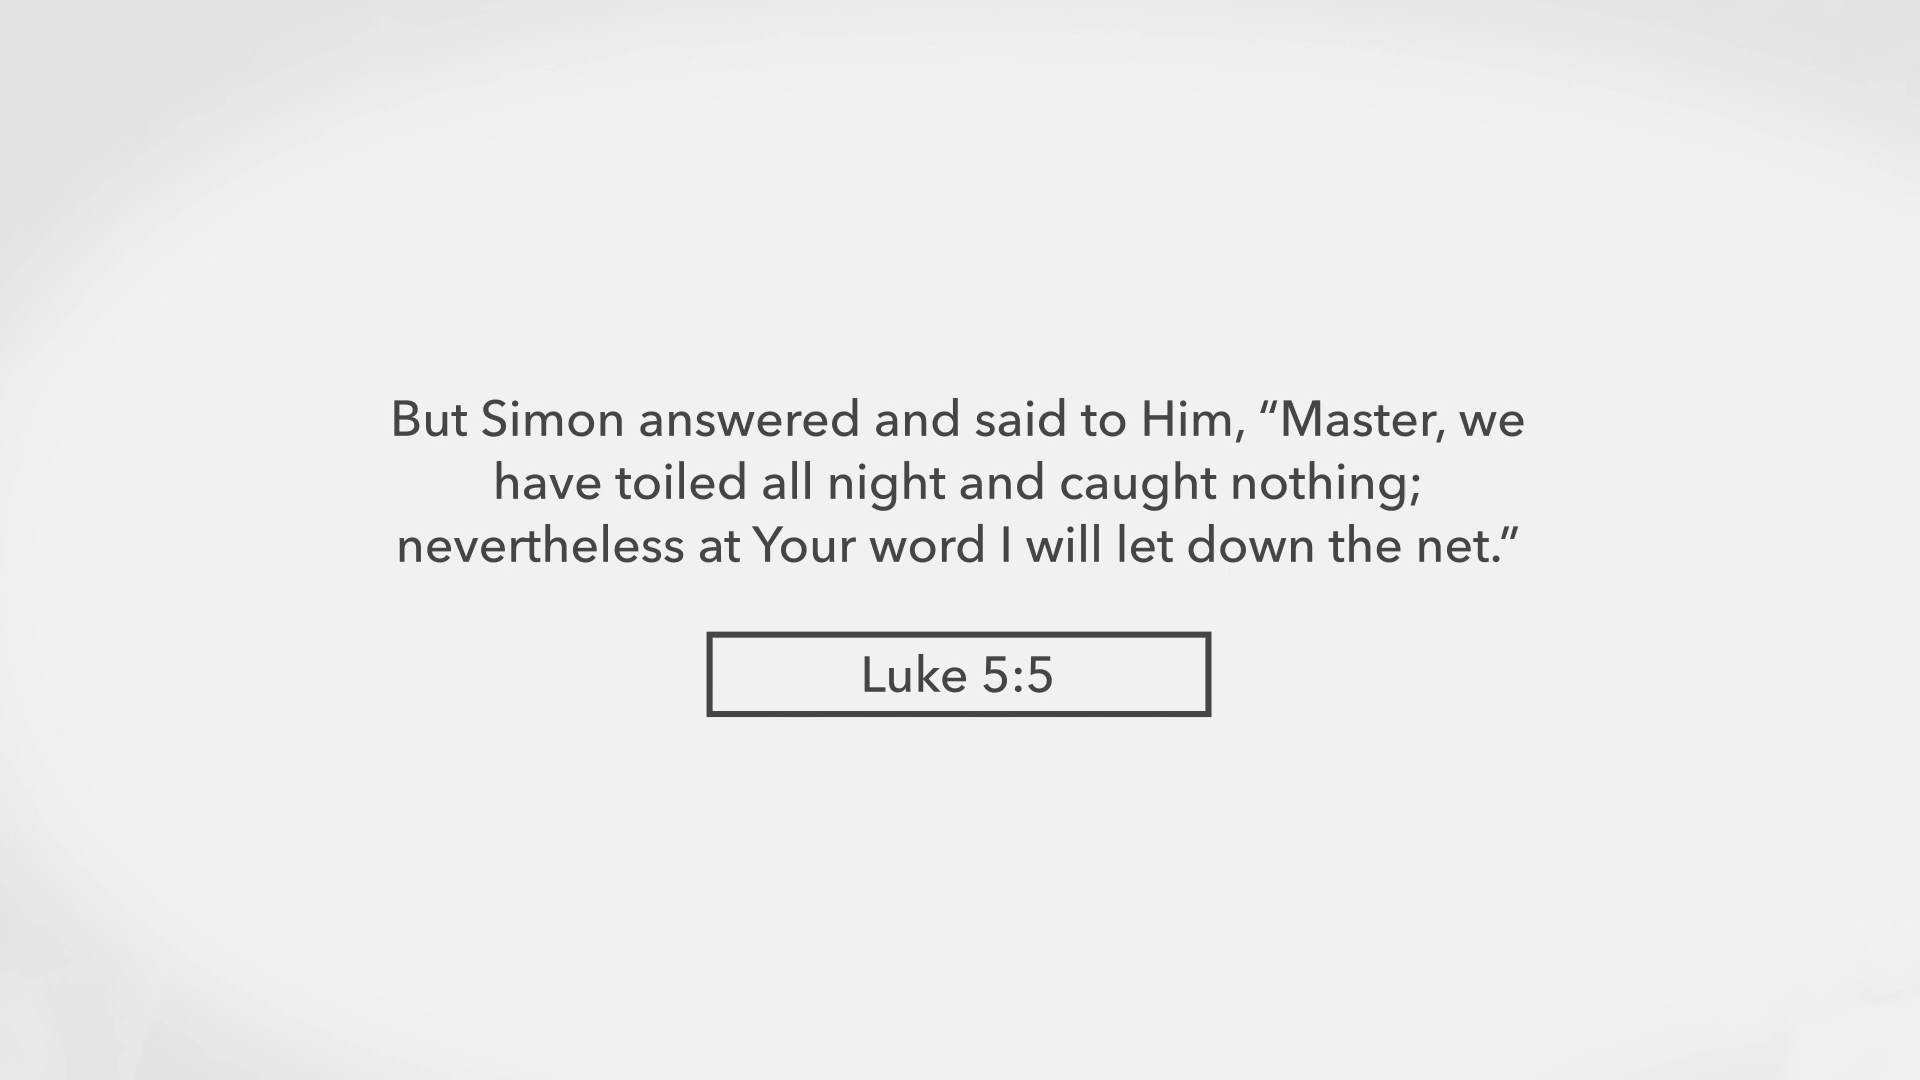 But Simon answered and said to Him, “Master, we
have toiled all night and caught nothing;
nevertheless at Your word I will let down the net.”
Luke 5:5